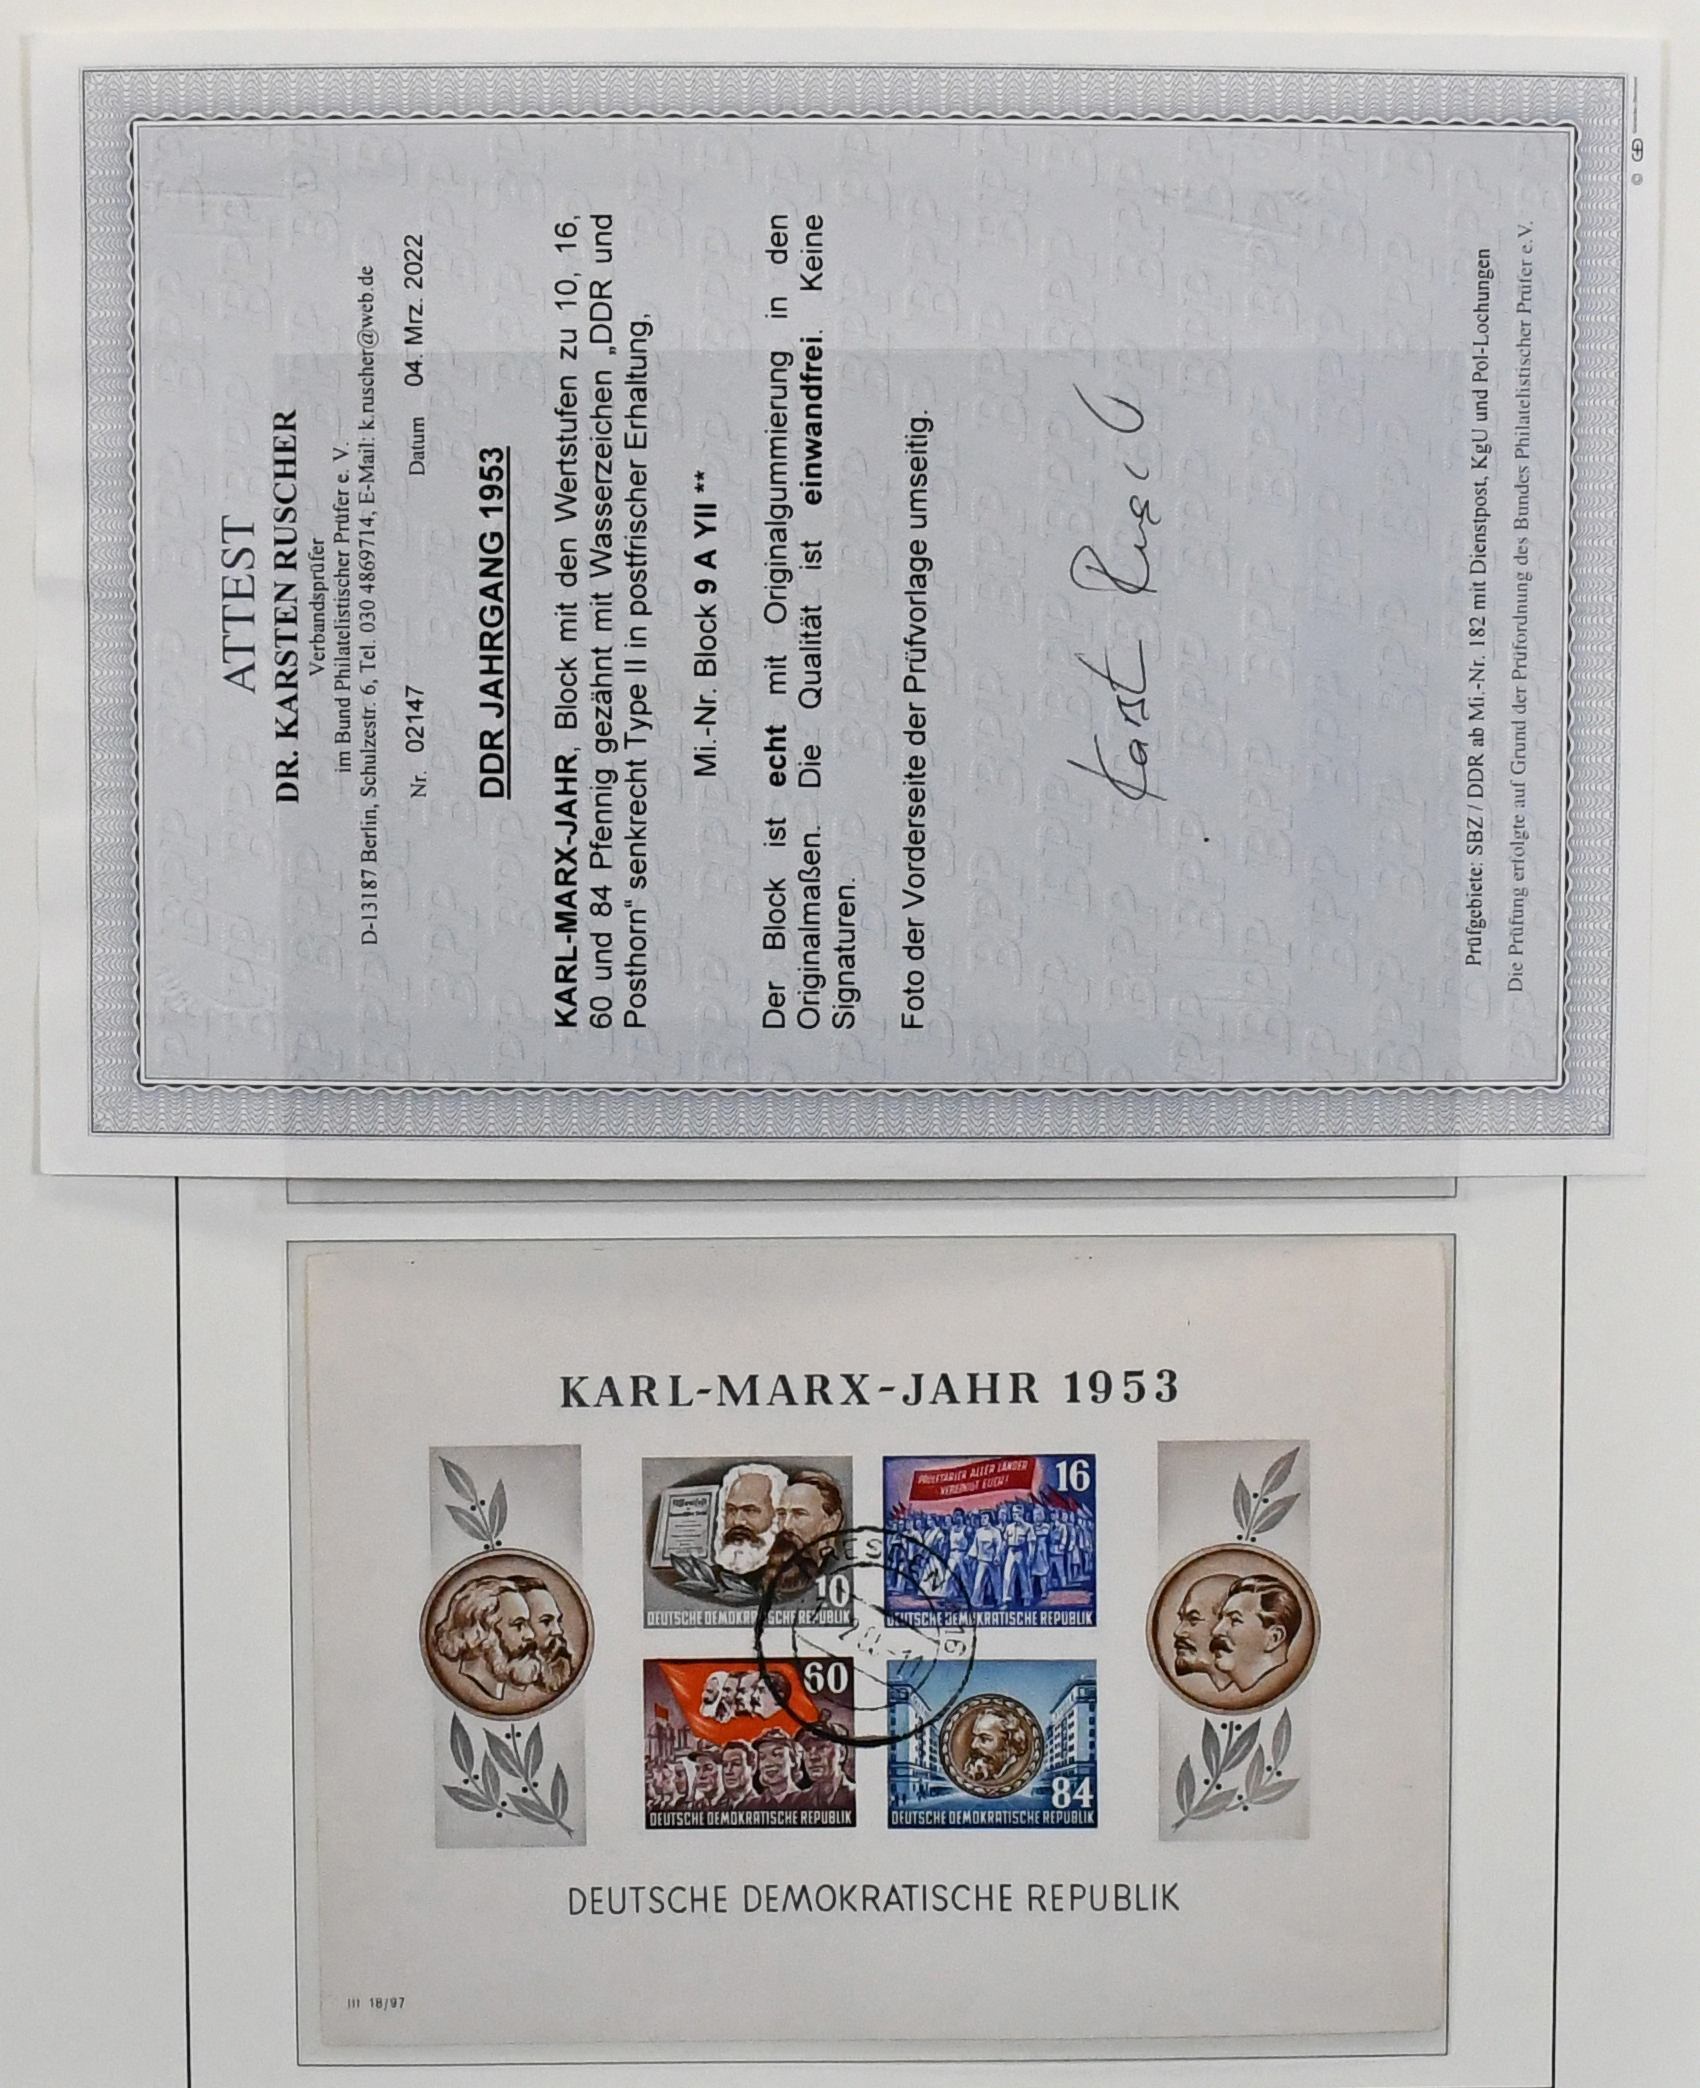 ATTEST
DR. KARSTEN RUSCHER
Verbandsprüfer
im Bund Philatelistischer Prüfer e. V.
D-13187 Berlin, Schulzestr. 6, Tel. 030 4869714, E-Mail: k.ruscher@web.de
Nr. 02147 Datum 04. Mrz. 2022
DDR JAHRGANG 1953
KARL-MARX-JAHR, Block mit den Wertstufen zu 10, 16,
60 und 84 Pfennig gezähnt mit Wasserzeichen „DDR und
Posthorn“ senkrecht Type II in postfrischer Erhaltung,
Mi.-Nr. Block 9 A YII **
Der Block ist echt mit Originalgummierung in den
Originalmaßen. Die Qualität ist einwandfrei. Keine
Signaturen.
Foto der Vorderseite der Prüfvorlage umseitig.
Karsten Ruscher
Prüfgebiete: SBZ / DDR ab Mi.-Nr. 182 mit Dienstpost, KgU und Pol-Lochungen
Die Prüfung erfolgte auf Grund der Prüfordnung des Bundes Philatelistischer Prüfer e. V.
KARL-MARX-JAHR 1953
10
DEUTSCHE DEMOKRATISCHE REPUBLIK
PROLETARIER ALLER LÄNDER
VEREINIGT EUCH!
16
DEUTSCHE DEMOKRATISCHE REPUBLIK
60
DEUTSCHE DEMOKRATISCHE REPUBLIK
84
DEUTSCHE DEMOKRATISCHE REPUBLIK
DRESDEN
DEUTSCHE DEMOKRATISCHE REPUBLIK
III 18/97